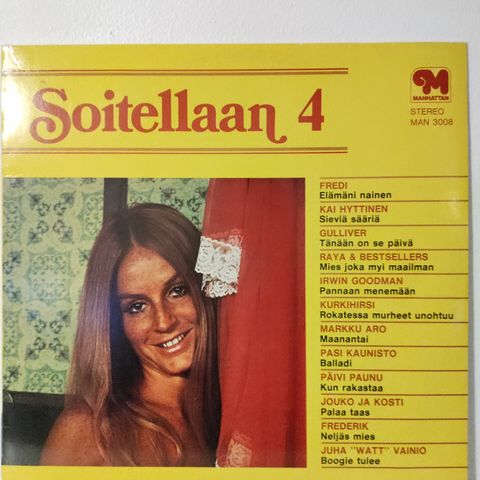 Soitellaan 4
M
MANHATTAN
STEREO
MAN 3008
FREDI
Elämäni nainen
KAI HYTTINEN
Sieviä sääriä
GULLIVER
Tänään on se päivä
RAYA & BESTSELLERS
Mies joka myi maailman
IRWIN GOODMAN
Pannaan menemään
KURKIHIRSI
Rokatessa murheet unohtuu
MARKKU ARO
Maanantai
PASI KAUNISTO
Balladi
PÄIVI PAUNU
Kun rakastaa
JOUKO JA KOSTI
Palaa taas
FREDERIK
Neljäs mies
JUHA "WATT" VAINIO
Boogie tulee